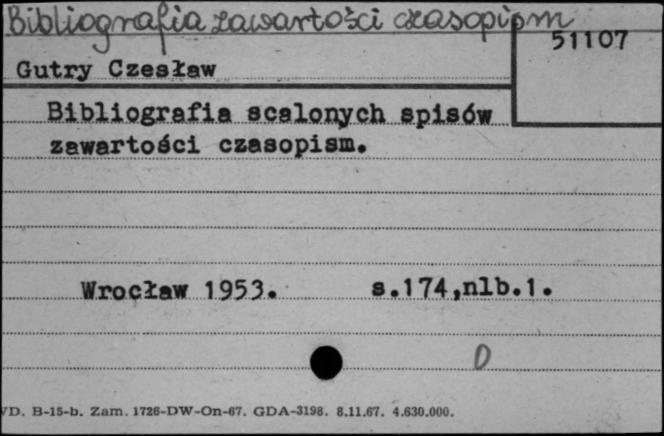 Bibliografia zawartości czasopism
51107
Gutry Czesław
Bibliografia scalonych spisów
zawartości czasopism.
Wrocław 1953. s.174,nlb.1.
D
VD. B-15-b. Zam. 1726-DW-On-67. GDA-3198. 8.11.67. 4.630.000.